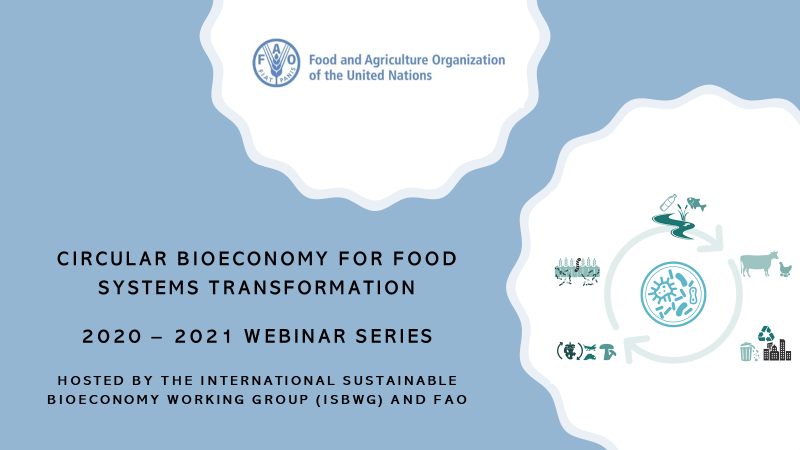 F A O
FIAT PANIS
Food and Agriculture Organization
of the United Nations
CIRCULAR BIOECONOMY FOR FOOD
SYSTEMS TRANSFORMATION
2020 – 2021 WEBINAR SERIES
HOSTED BY THE INTERNATIONAL SUSTAINABLE
BIOECONOMY WORKING GROUP (ISBWG) AND FAO